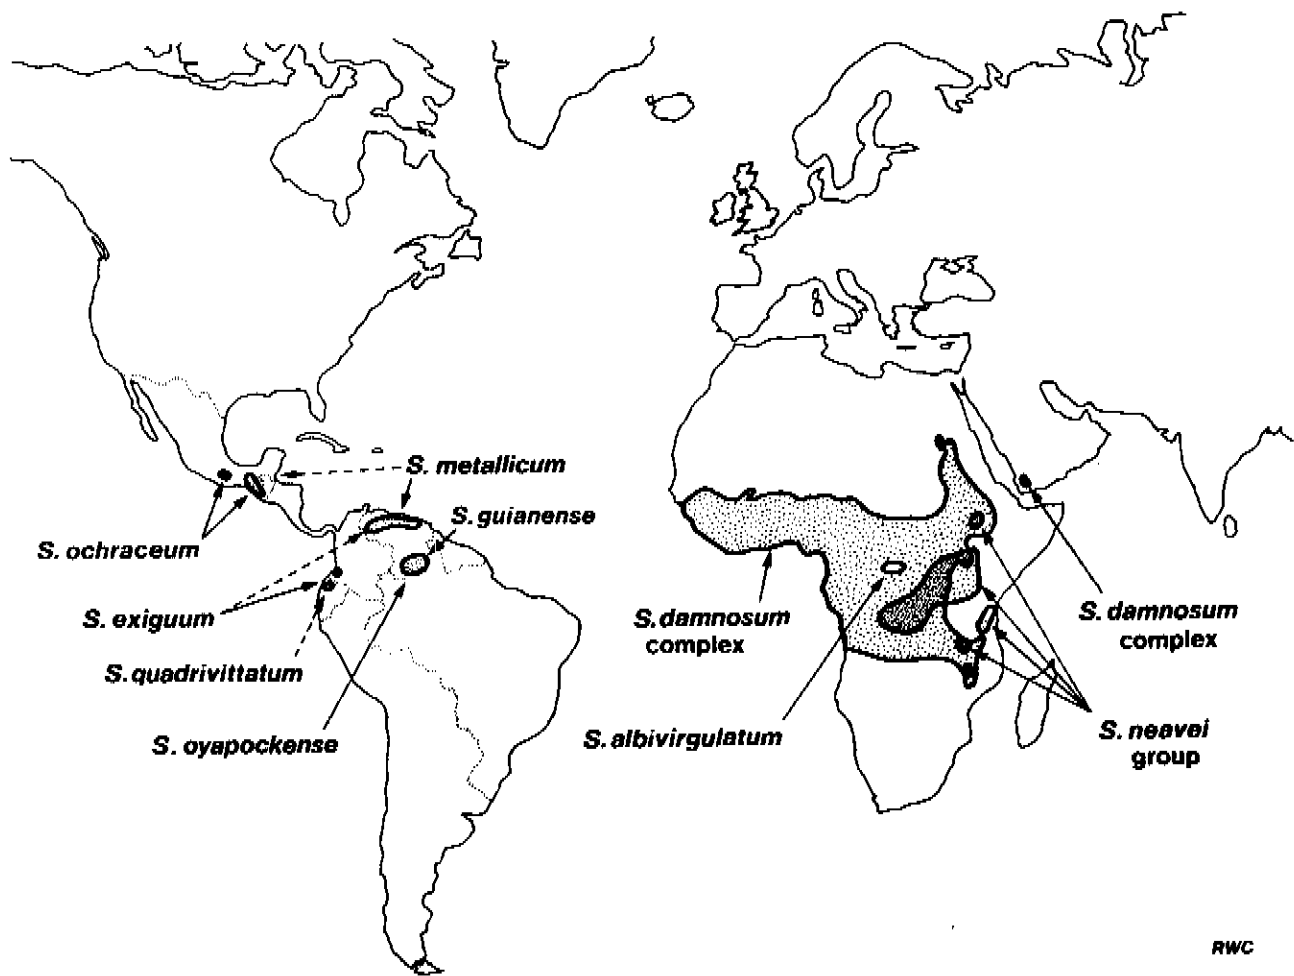 S. metallicum
S. guianense
S. ochraceum
S. exiguum
S. quadrivittatum
S. oyapockense
S. damnosum
complex
S. albivirgulatum
S. damnosum
complex
S. neavei
group
RWC